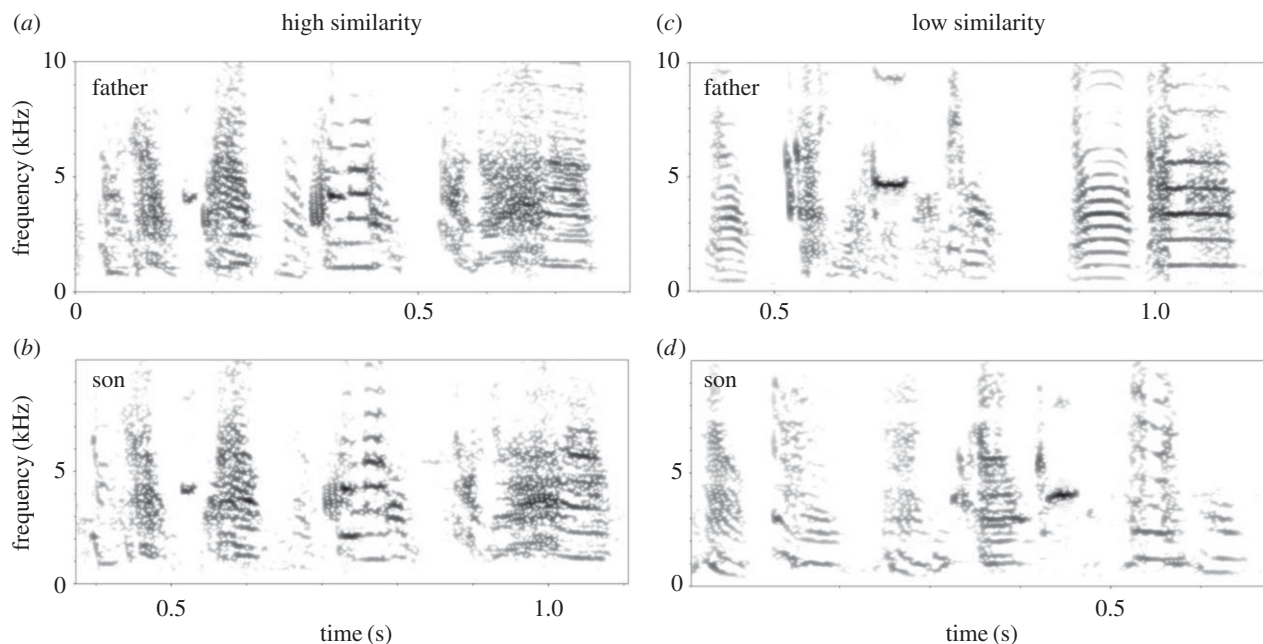 (a) high similarity
10
father
5
frequency (kHz)
0
0 0.5
(b)
son
5
frequency (kHz)
0
0.5 1.0
time (s)
(c) low similarity
10
father
5
0
0.5 1.0
(d)
son
5
0
0.5
time (s)